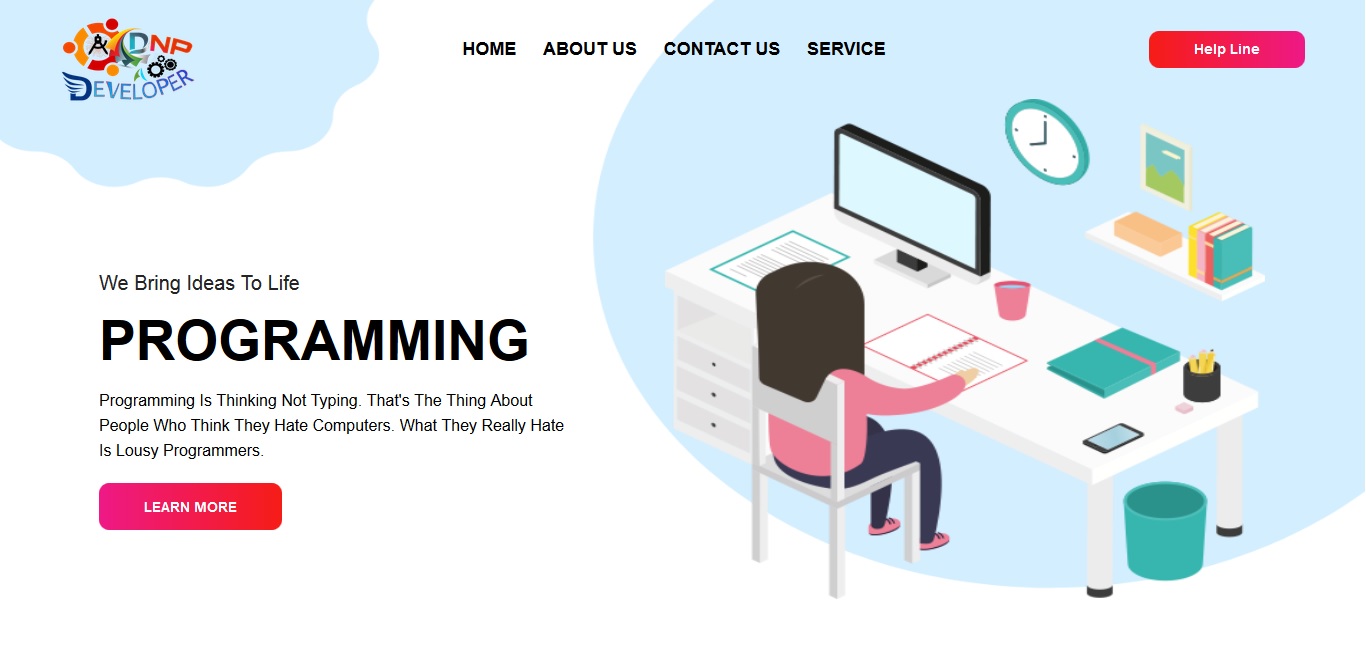 DNP
DEVELOPER
HOME ABOUT US CONTACT US SERVICE
Help Line
We Bring Ideas To Life
PROGRAMMING
Programming Is Thinking Not Typing. That's The Thing About
People Who Think They Hate Computers. What They Really Hate
Is Lousy Programmers.
LEARN MORE